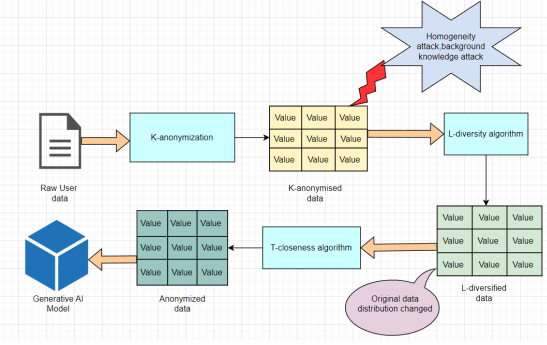 Homogeneity
attack,background
knowledge attack
K-anonymization
Value Value Value
Value Value Value
Value Value Value
L-diversity algorithm
Raw User
data
K-anonymised
data
Value Value Value
Value Value Value
Value Value Value
T-closeness algorithm
Value Value Value
Value Value Value
Value Value Value
Generative AI
Model
Anonymized
data
Original data
distribution changed
L-diversified
data